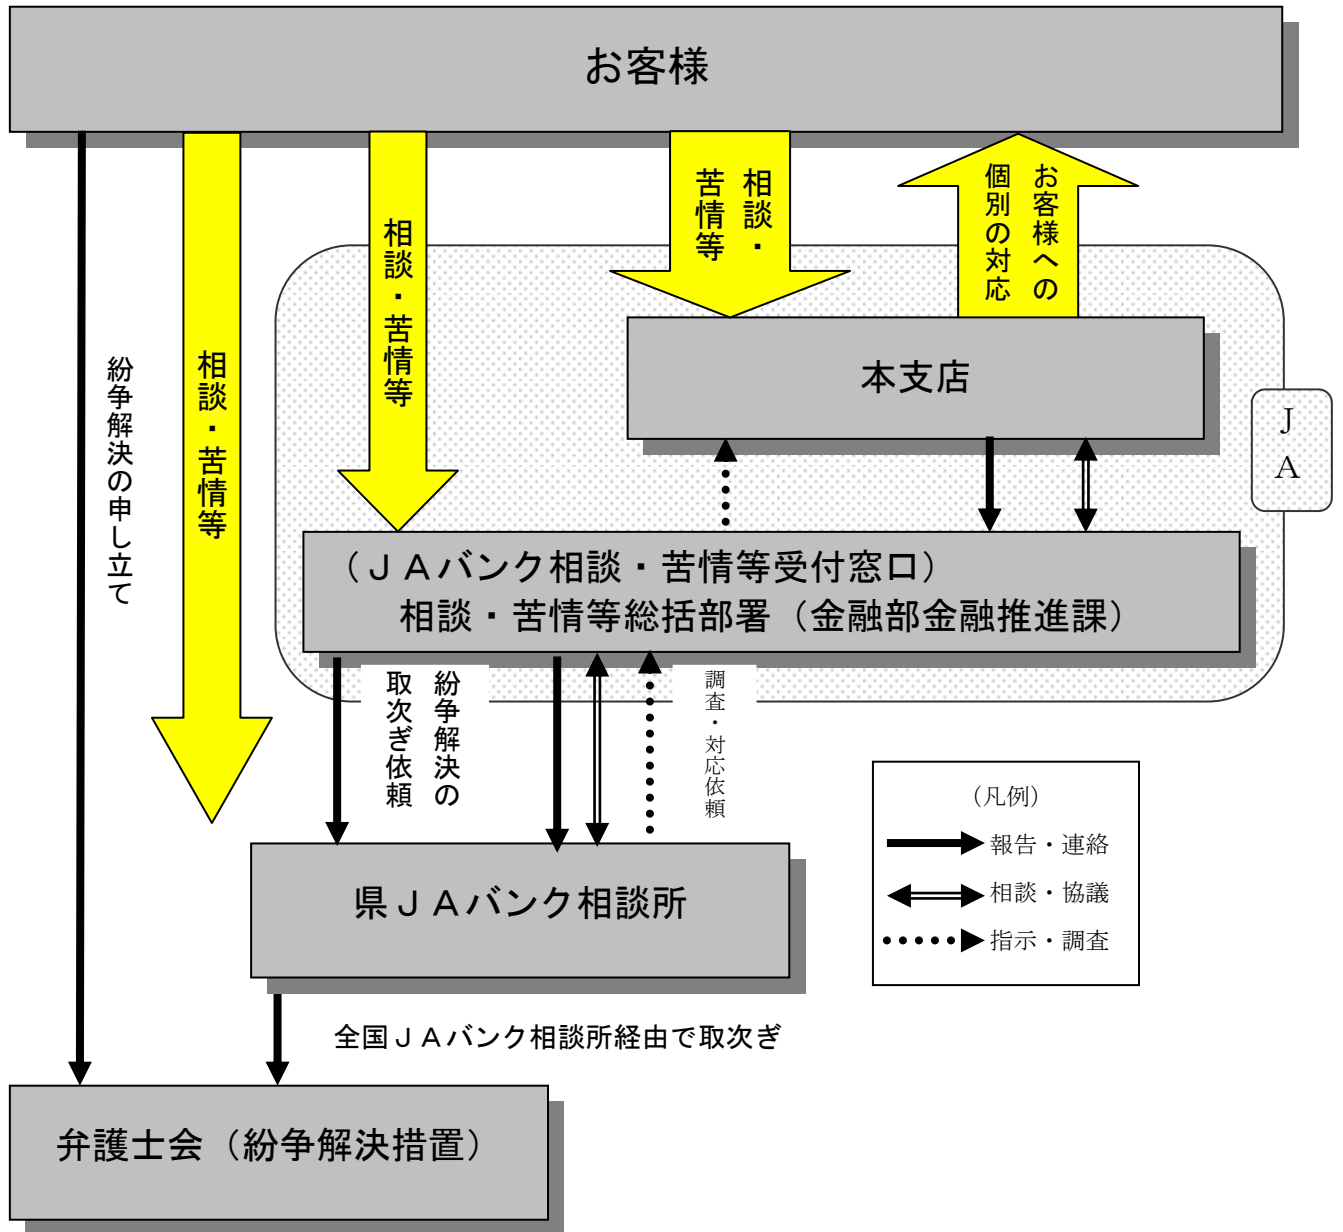 お客様
紛争解決の申し立て
相談・苦情等
相談・苦情等
相談・
苦情等
お客様への
個別の対応
本支店
JA
（ＪＡバンク相談・苦情等受付窓口）
相談・苦情等総括部署（金融部金融推進課）
紛争解決の
取次ぎ依頼
調査・対応依頼
（凡例）
報告・連絡
相談・協議
指示・調査
県ＪＡバンク相談所
全国ＪＡバンク相談所経由で取次ぎ
弁護士会（紛争解決措置）